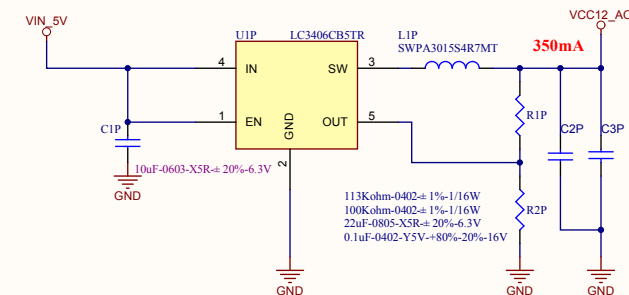 VIN_5V
VCC12_AC
U1P
LC3406CB5TR
L1P
SWPA3015S4R7MT
350mA
4
IN
SW
3
1
EN
OUT
5
GND
2
C1P
R1P
C2P
C3P
10uF-0603-X5R-±20%-6.3V
GND
113Kohm-0402-±1%-1/16W
100Kohm-0402-±1%-1/16W
22uF-0805-X5R-±20%-6.3V
0.1uF-0402-Y5V-+80%-20%-16V
R2P
GND
GND
GND